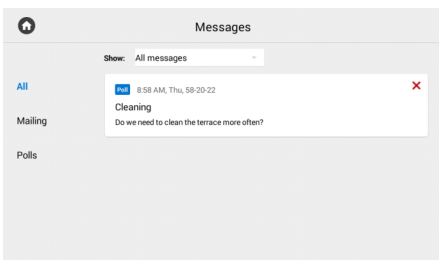 Messages
Show: All messages
All
Poll 8:58 AM, Thu, 58-20-22
Cleaning
Do we need to clean the terrace more often?
Mailing
Polls